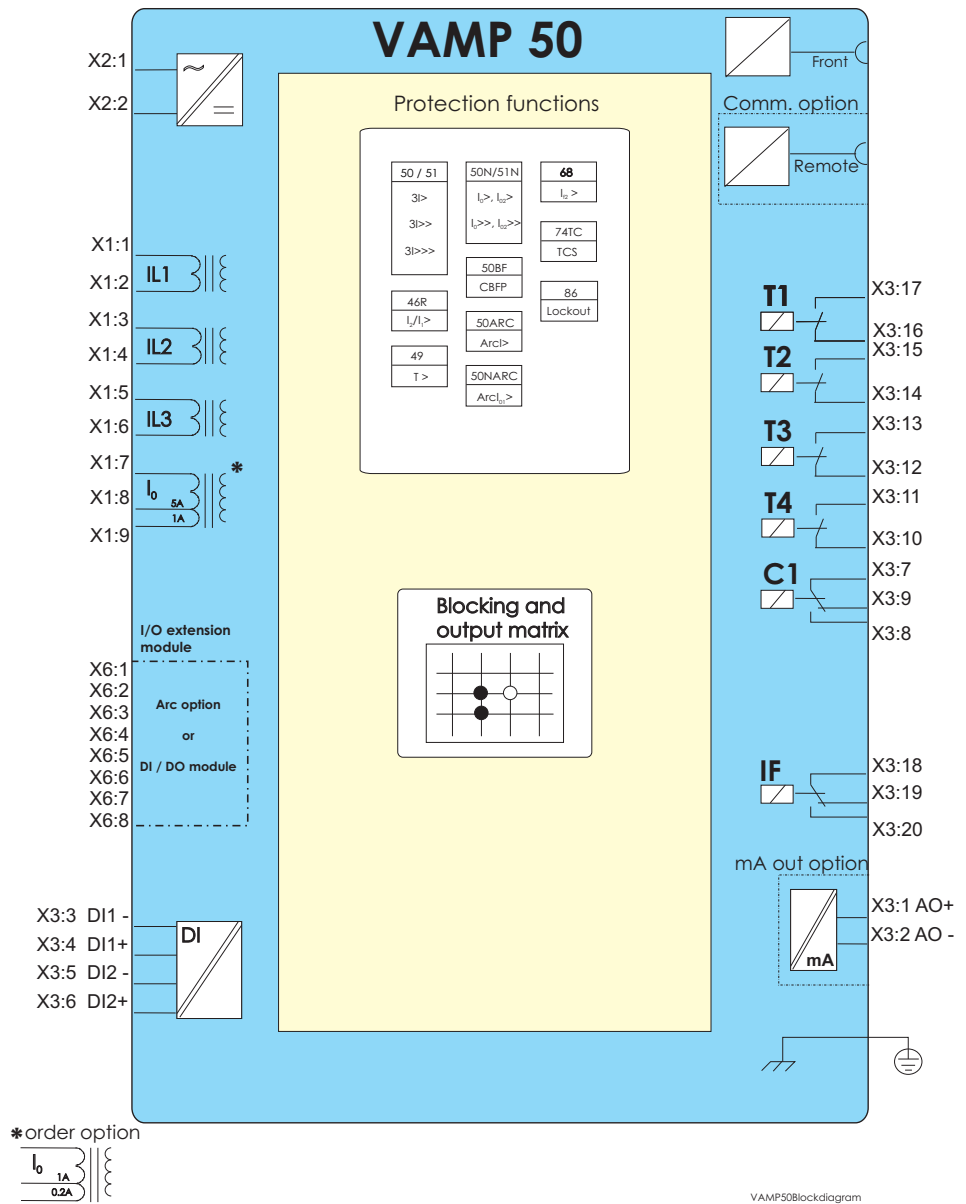 VAMP 50
X2:1
X2:2
Front
Comm. option
Remote
Protection functions
50 / 51
3I>
3I>>
3I>>>
46R
I2/I1>
49
T >
50N/51N
I0>, I02>
I0>>, I02>>
50BF
CBFP
50ARC
ArcI>
50NARC
ArcI01>
68
If2 >
74TC
TCS
86
Lockout
X1:1
IL1
X1:2
X1:3
IL2
X1:4
X1:5
IL3
X1:6
X1:7
*
I0
X1:8
5A
1A
X1:9
T1
X3:17
X3:16
T2
X3:15
X3:14
T3
X3:13
X3:12
T4
X3:11
X3:10
C1
X3:7
X3:9
X3:8
Blocking and
output matrix
I/O extension
module
X6:1
X6:2
X6:3
X6:4
X6:5
X6:6
X6:7
X6:8
Arc option
or
DI / DO module
IF
X3:18
X3:19
X3:20
mA out option
X3:1 AO+
X3:2 AO -
mA
X3:3 DI1 -
X3:4 DI1+
X3:5 DI2 -
X3:6 DI2+
DI
*order option
I0
1A
0.2A
VAMP50Blockdiagram